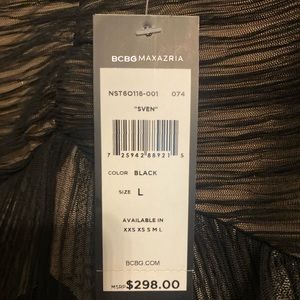 BCBGMAXAZRIA
NST6O116-001 074
"SVEN"
7 25942 88921 5
COLOR BLACK
SIZE L
AVAILABLE IN
XXS XS S M L
BCBG.COM
MSRP $298.00